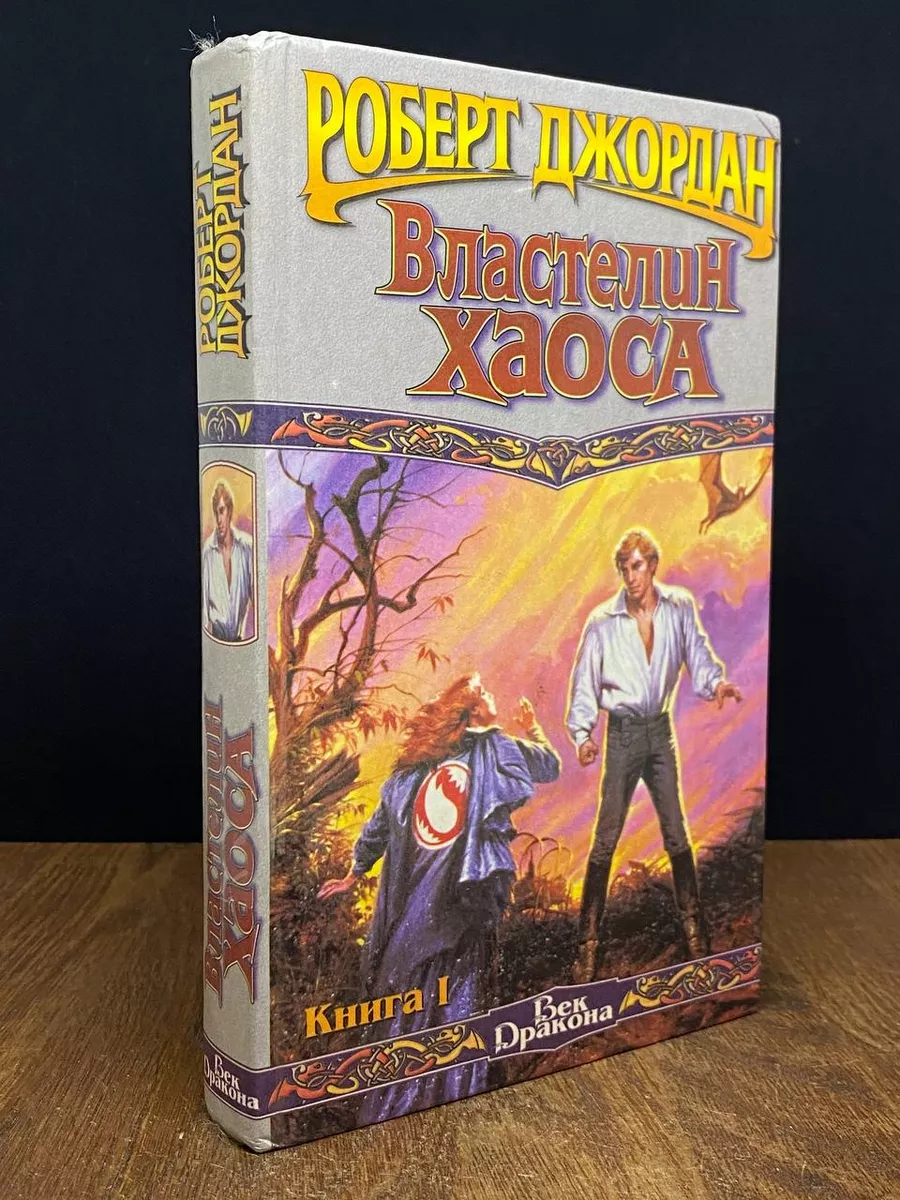 РОБЕРТ ДЖОРДАН
ВЛАСТЕЛИН
ХАОСА
Книга I
Век
Дракона
РОБЕРТ
ДЖОРДАН
ВЛАСТЕЛИН
ХАОСА
Век
Дракона